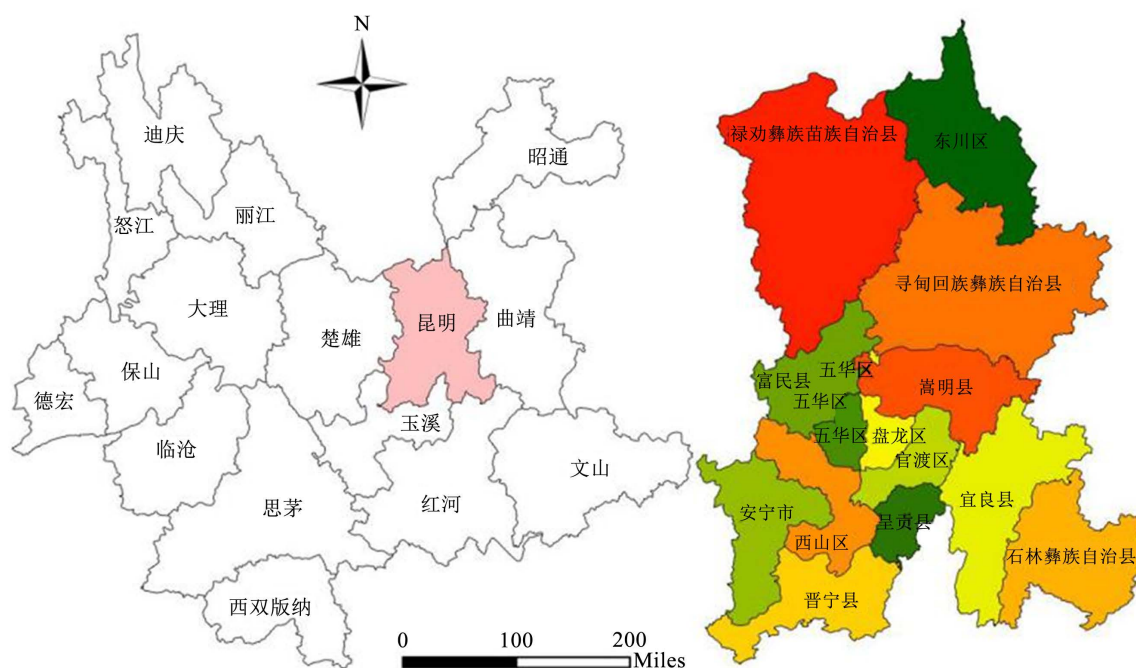 N
迪庆
昭通
怒江
丽江
大理
楚雄
昆明
曲靖
保山
德宏
临沧
玉溪
思茅
红河
文山
西双版纳
0 100 200
Miles
禄劝彝族苗族自治县
东川区
寻甸回族彝族自治县
富民县
五华区
嵩明县
五华区
五华区
盘龙区
官渡区
安宁市
呈贡县
宜良县
西山区
石林彝族自治县
晋宁县